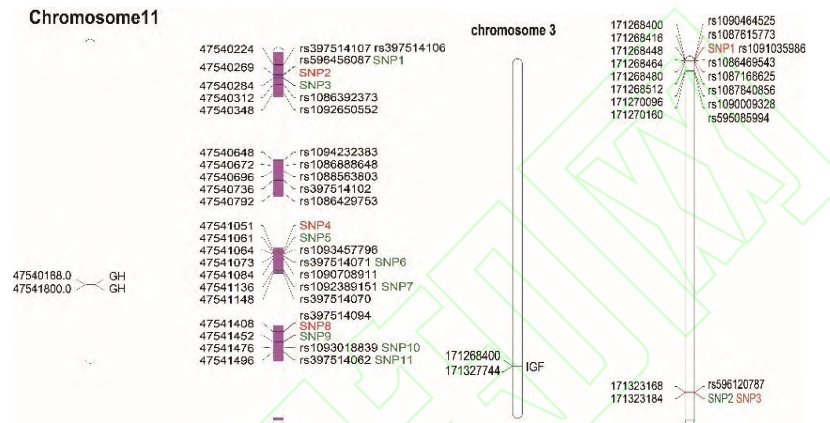 Chromosome11
47540188.0 GH
47541800.0 GH
47540224 rs397514107 rs397514106
rs596456087 SNP1
47540269 SNP2
47540284 SNP3
47540312 rs1086392373
47540348 rs1092650552
47540648 rs1094232383
47540672 rs1086888648
47540696 rs1088563803
47540736 rs397514102
47540792 rs1086429753
47541051 SNP4
47541061 SNP5
47541064 rs1093457796
47541073 rs397514071 SNP6
47541084 rs1090708911
47541136 rs1092389151 SNP7
47541148 rs397514070
rs397514094
47541408 SNP8
47541452 SNP9
47541476 rs1093018839 SNP10
47541496 rs397514062 SNP11
chromosome 3
171268400
171327744
IGF
171268400 rs1090464525
171268416 rs1087615773
171268448 SNP1 rs1091035986
171268464 rs1086469543
171268480 rs1087168625
171268512 rs1087840856
171270096 rs1090009328
171270160 rs595085994
171323168 rs596120787
171323184 SNP2 SNP3